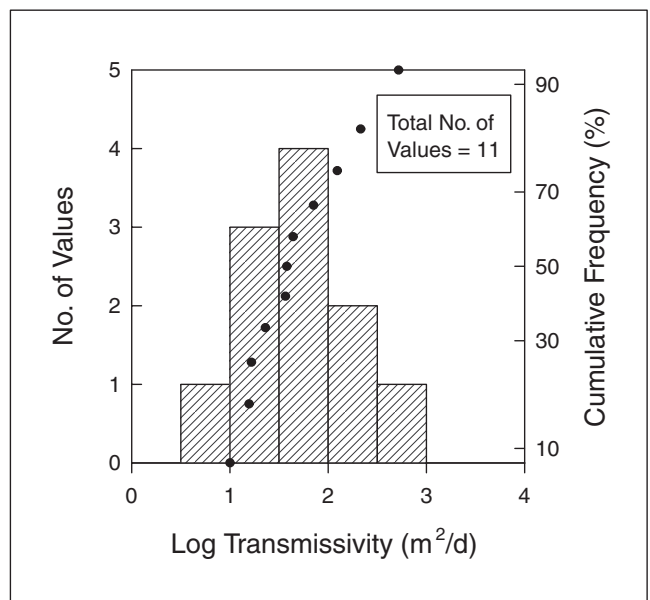 5
4
3
2
1
0
No. of Values
Total No. of
Values = 11
90
70
50
30
10
Cumulative Frequency (%)
0 1 2 3 4
Log Transmissivity (m²/d)